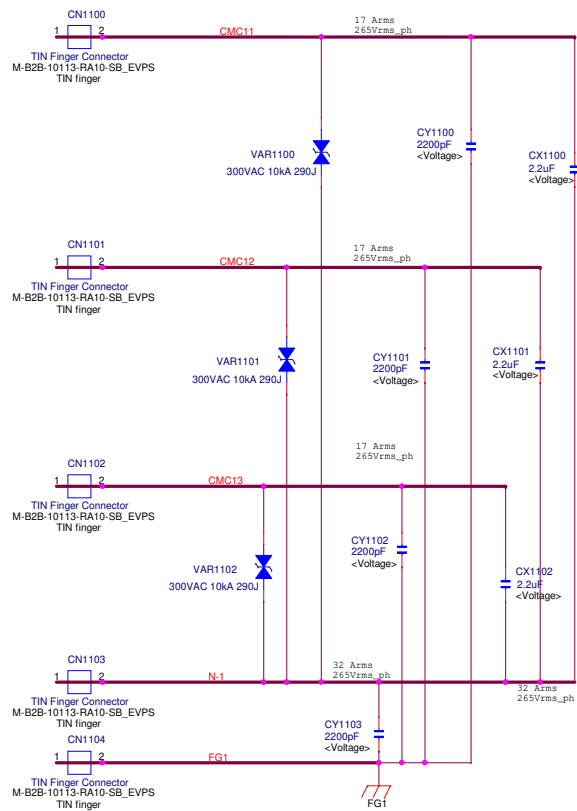 CN1100
1 2
CMC11
17 Arms
265Vrms_ph
TIN Finger Connector
M-B2B-10113-RA10-SB_EVPS
TIN finger
VAR1100
300VAC 10kA 290J
CY1100
2200pF
<Voltage>
CX1100
2.2uF
<Voltage>
CN1101
1 2
CMC12
17 Arms
265Vrms_ph
TIN Finger Connector
M-B2B-10113-RA10-SB_EVPS
TIN finger
VAR1101
300VAC 10kA 290J
CY1101
2200pF
<Voltage>
CX1101
2.2uF
<Voltage>
CN1102
1 2
CMC13
17 Arms
265Vrms_ph
TIN Finger Connector
M-B2B-10113-RA10-SB_EVPS
TIN finger
VAR1102
300VAC 10kA 290J
CY1102
2200pF
<Voltage>
CX1102
2.2uF
<Voltage>
CN1103
1 2
N-1
32 Arms
265Vrms_ph
32 Arms
265Vrms_ph
TIN Finger Connector
M-B2B-10113-RA10-SB_EVPS
TIN finger
CY1103
2200pF
<Voltage>
CN1104
1 2
FG1
TIN Finger Connector
M-B2B-10113-RA10-SB_EVPS
TIN finger
FG1